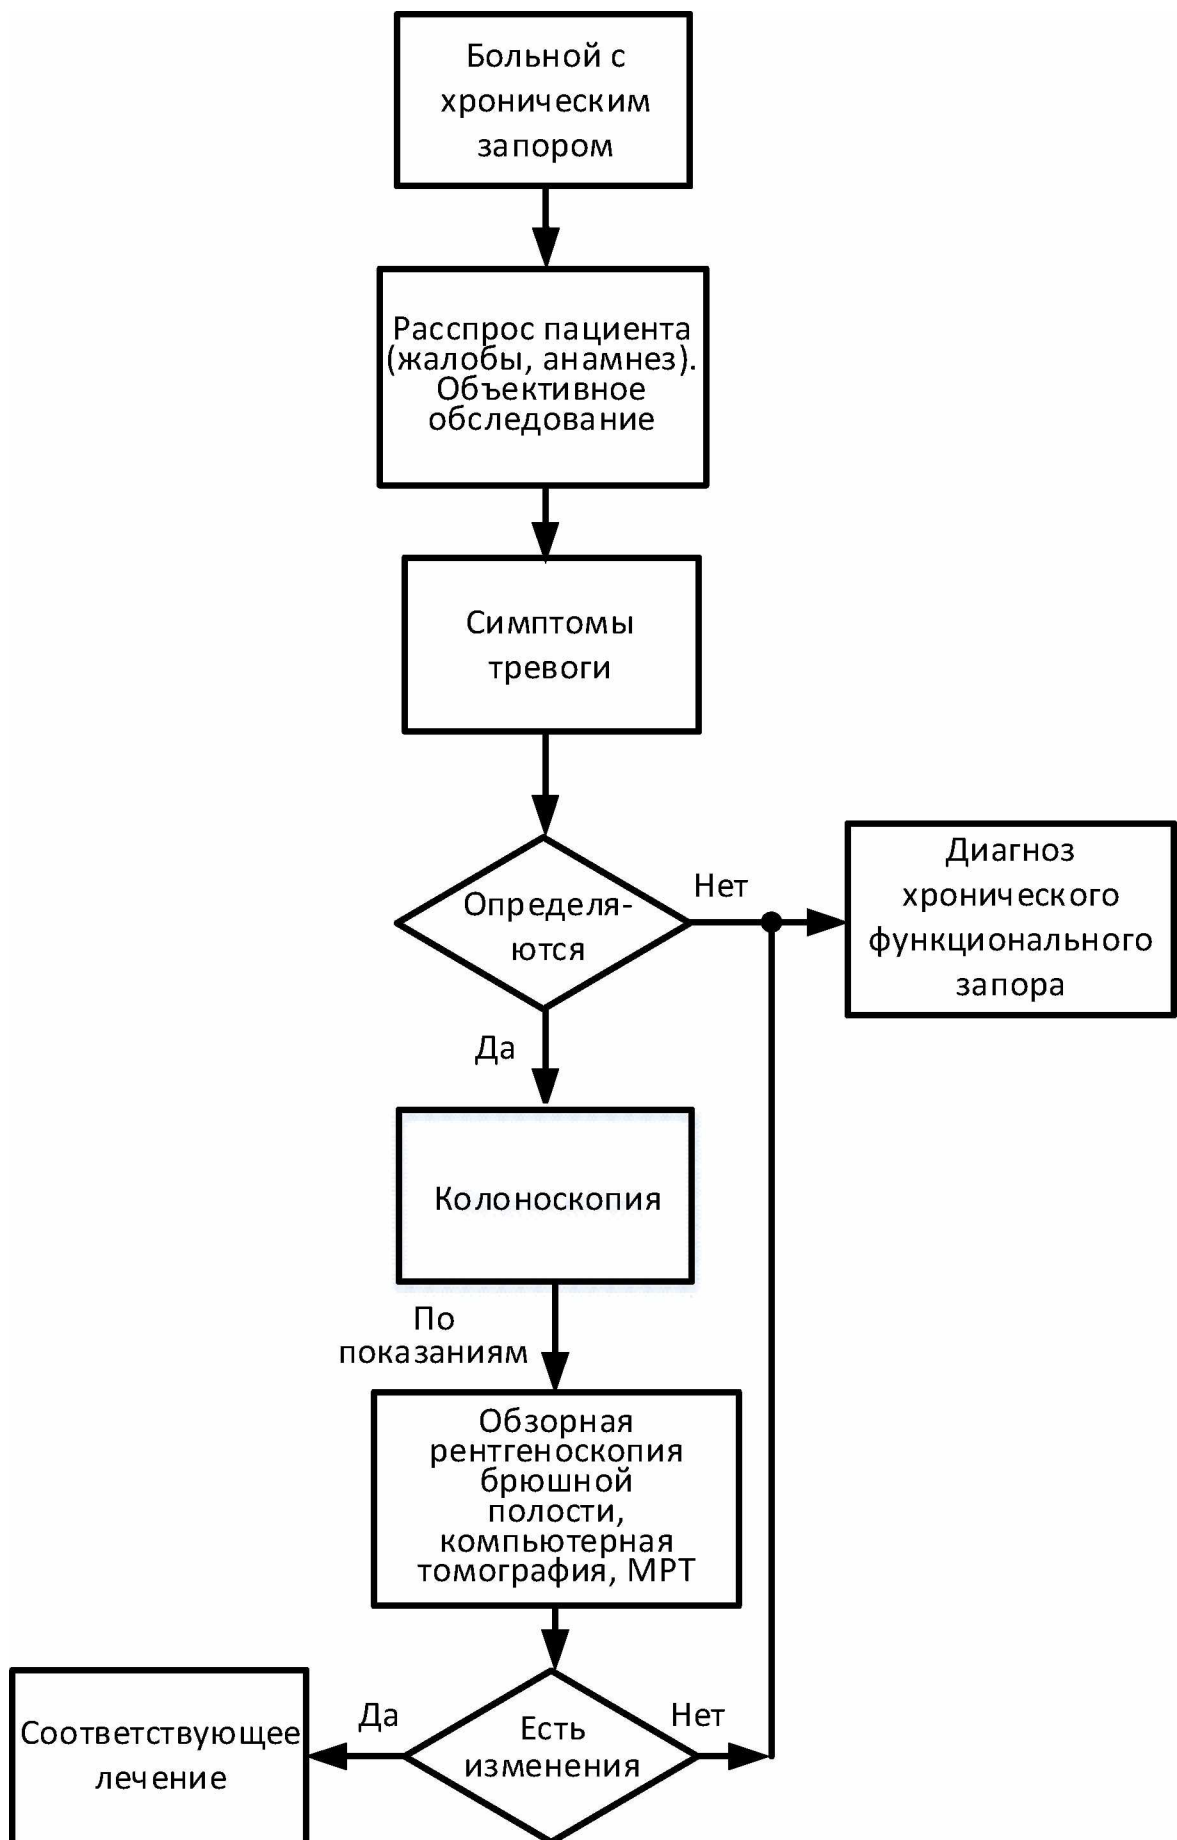 Больной с
хроническим
запором
Расспрос пациента
(жалобы, анамнез).
Объективное
обследование
Симптомы
тревоги
Определя-
ются
Нет
Диагноз
хронического
функционального
запора
Да
Колоноскопия
По
показаниям
Обзорная
рентгеноскопия
брюшной
полости,
компьютерная
томография, МРТ
Есть
изменения
Да
Нет
Соответствующее
лечение